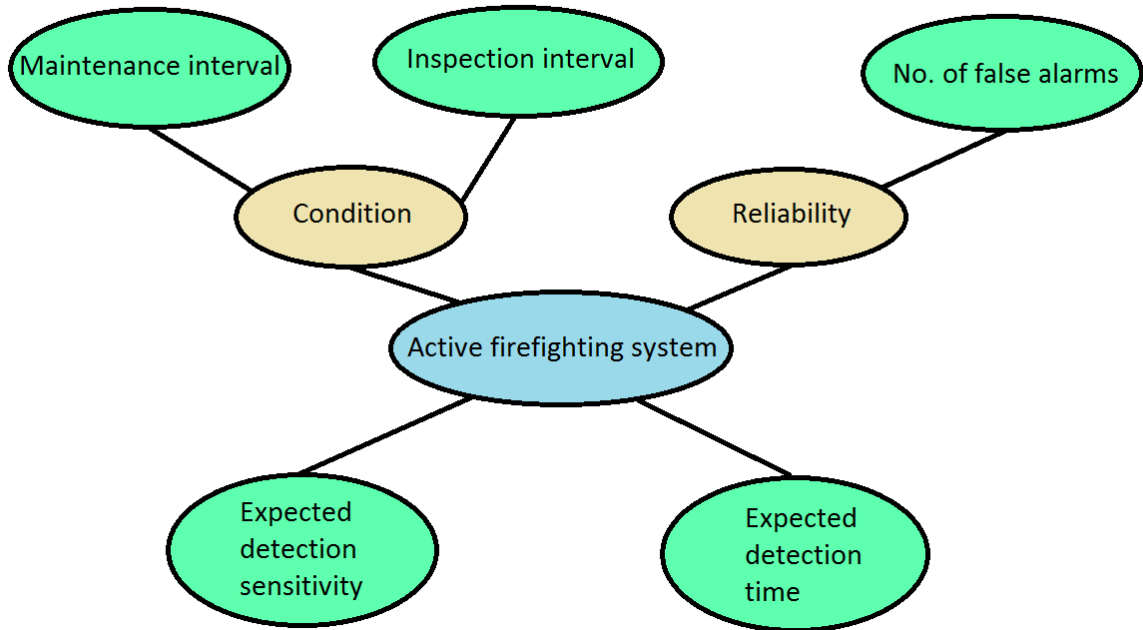 Maintenance interval
Inspection interval
No. of false alarms
Condition
Reliability
Active firefighting system
Expected
detection
sensitivity
Expected
detection
time